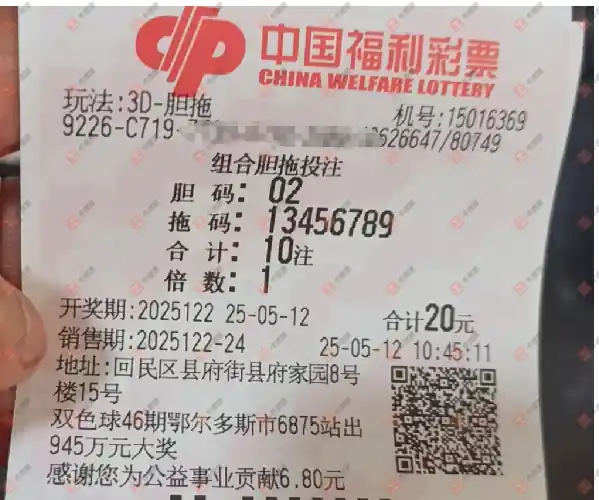 中国福利彩票
CHINA WELFARE LOTTERY
玩法:3D-胆拖
机号:15016369
9226-C719- 626647/80749
组合胆拖投注
胆 码: 02
拖 码: 13456789
合 计: 10注
倍 数: 1
开奖期:2025122 25-05-12 合计20元
销售期:2025122-24 25-05-12 10:45:11
地址:回民区县府街县府家园8号
楼15号
双色球46期鄂尔多斯市6875站出
945万元大奖
感谢您为公益事业贡献6.80元